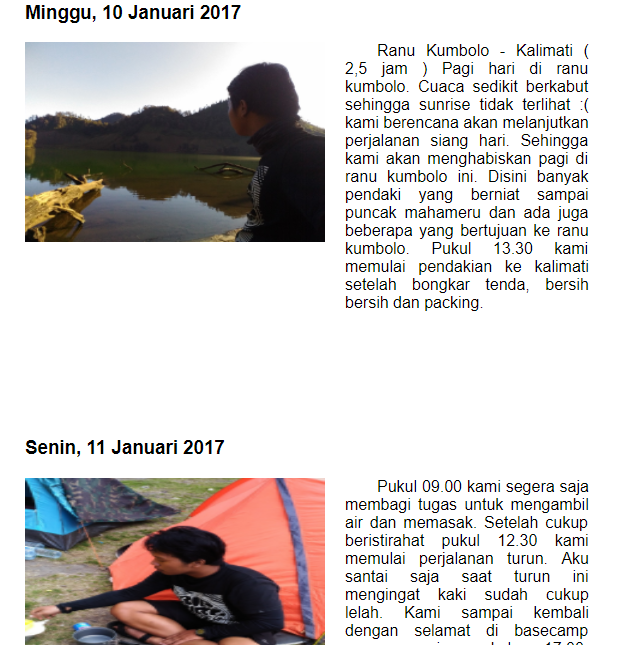 Minggu, 10 Januari 2017
Ranu Kumbolo - Kalimati (
2,5 jam ) Pagi hari di ranu
kumbolo. Cuaca sedikit berkabut
sehingga sunrise tidak terlihat :(
kami berencana akan melanjutkan
perjalanan siang hari. Sehingga
kami akan menghabiskan pagi di
ranu kumbolo ini. Disini banyak
pendaki yang berniat sampai
puncak mahameru dan ada juga
beberapa yang bertujuan ke ranu
kumbolo. Pukul 13.30 kami
memulai pendakian ke kalimati
setelah bongkar tenda, bersih
bersih dan packing.
Senin, 11 Januari 2017
Pukul 09.00 kami segera saja
membagi tugas untuk mengambil
air dan memasak. Setelah cukup
beristirahat pukul 12.30 kami
memulai perjalanan turun. Aku
santai saja saat turun ini
mengingat kaki sudah cukup
lelah. Kami sampai kembali
dengan selamat di basecamp